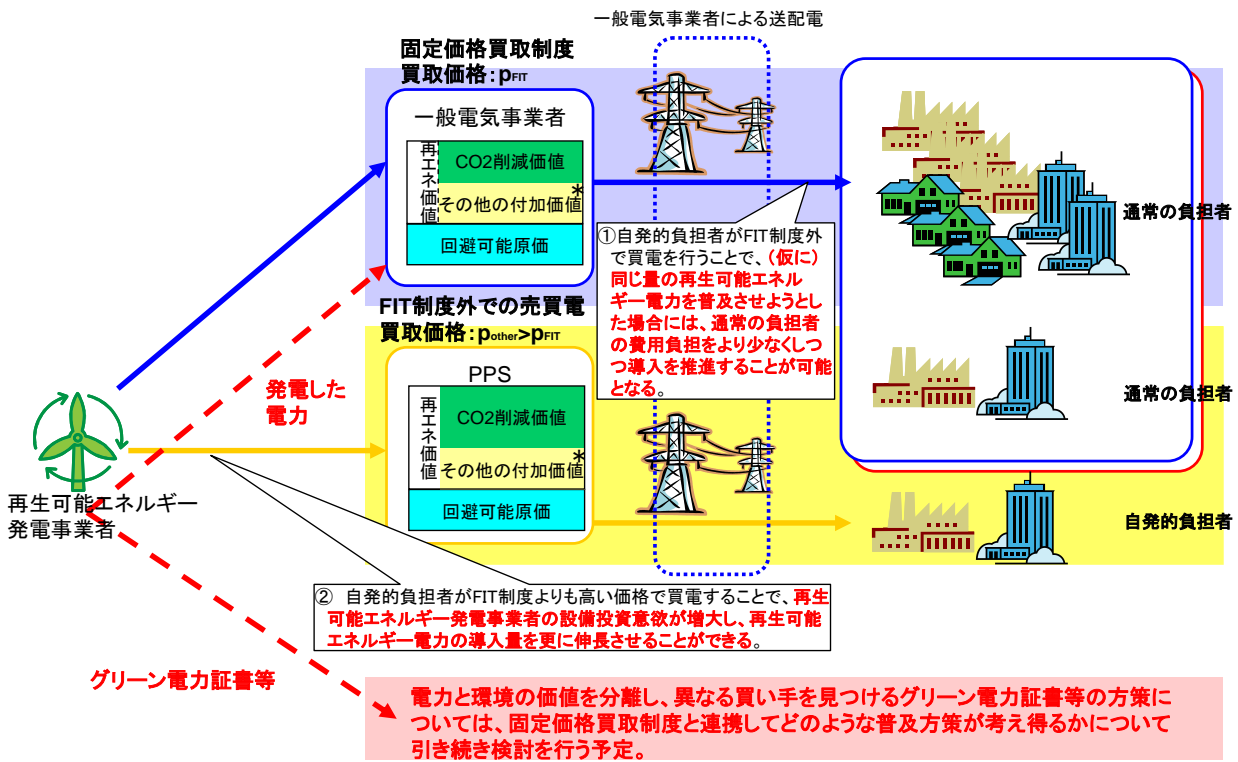 一般電気事業者による送配電
固定価格買取制度
買取価格：pFIT
一般電気事業者
再エネ価値
CO2削減価値
その他の付加価値*
回避可能原価
通常の負担者
①自発的負担者がFIT制度外
で買電を行うことで、（仮に）
同じ量の再生可能エネル
ギー電力を普及させようとし
た場合には、通常の負担者
の費用負担をより少なくしつ
つ導入を推進することが可能
となる。
FIT制度外での売買電
買取価格：pother>pFIT
PPS
再エネ価値
CO2削減価値
その他の付加価値*
回避可能原価
通常の負担者
自発的負担者
発電した
電力
再生可能エネルギー
発電事業者
② 自発的負担者がFIT制度よりも高い価格で買電することで、再生
可能エネルギー発電事業者の設備投資意欲が増大し、再生可能
エネルギー電力の導入量を更に伸長させることができる。
グリーン電力証書等
電力と環境の価値を分離し、異なる買い手を見つけるグリーン電力証書等の方策に
ついては、固定価格買取制度と連携してどのような普及方策が考え得るかについて
引き続き検討を行う予定。